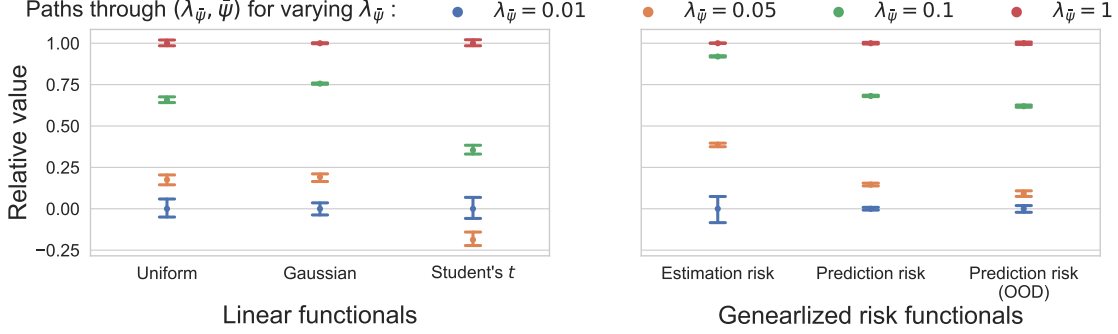 Paths through (λ_ψ̄, ψ̄) for varying λ_ψ̄ : λ_ψ̄ = 0.01 λ_ψ̄ = 0.05 λ_ψ̄ = 0.1 λ_ψ̄ = 1
Relative value
1.00
0.75
0.50
0.25
0.00
−0.25
Uniform Gaussian Student's t
Linear functionals
Estimation risk Prediction risk Prediction risk
(OOD)
Genearlized risk functionals